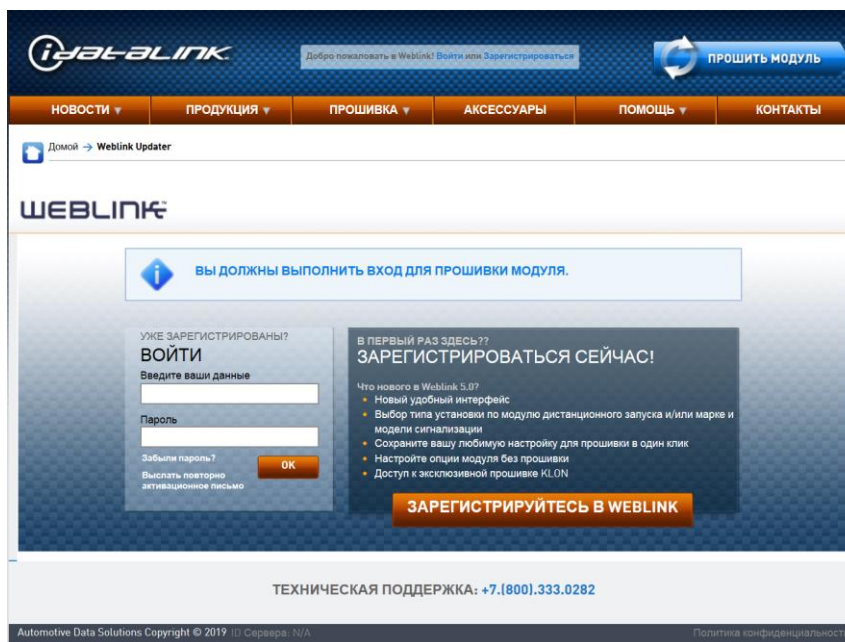 iDATALINK
Добро пожаловать в Weblink! Войти или Зарегистрироваться
ПРОШИТЬ МОДУЛЬ
НОВОСТИ ▼ ПРОДУКЦИЯ ▼ ПРОШИВКА ▼ АКСЕССУАРЫ ПОМОЩЬ ▼ КОНТАКТЫ
Домой → Weblink Updater
WEBLINK
ВЫ ДОЛЖНЫ ВЫПОЛНИТЬ ВХОД ДЛЯ ПРОШИВКИ МОДУЛЯ.
УЖЕ ЗАРЕГИСТРИРОВАНЫ?
ВОЙТИ
Введите ваши данные
Пароль
Забыли пароль?
Выслать повторно
активационное письмо
ОК
В ПЕРВЫЙ РАЗ ЗДЕСЬ??
ЗАРЕГИСТРИРОВАТЬСЯ СЕЙЧАС!
Что нового в Weblink 5.0?
• Новый удобный интерфейс
• Выбор типа установки по модулю дистанционного запуска и/или марке и
модели сигнализации
• Сохраните вашу любимую настройку для прошивки в один клик
• Настройте опции модуля без прошивки
• Доступ к эксклюзивной прошивке KLON
ЗАРЕГИСТРИРУЙТЕСЬ В WEBLINK
ТЕХНИЧЕСКАЯ ПОДДЕРЖКА: +7.(800).333.0282
Automotive Data Solutions Copyright © 2019 ID Сервера: N/A
Политика конфиденциальност